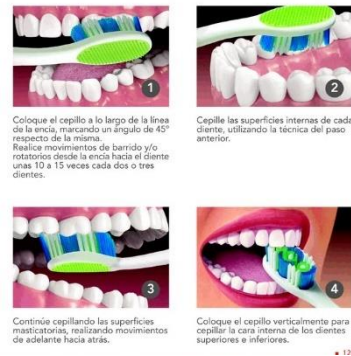 1
Coloque el cepillo a lo largo de la línea
de la encía, marcando un ángulo de 45°
respecto de la misma.
Realice movimientos de barrido y/o
rotatorios desde la encía hacia el diente
unas 10 a 15 veces cada dos o tres
dientes.
2
Cepille las superficies internas de cada
diente, utilizando la técnica del paso
anterior.
3
Continúe cepillando las superficies
masticatorias, realizando movimientos
de adelante hacia atrás.
4
Coloque el cepillo verticalmente para
cepillar la cara interna de los dientes
superiores e inferiores.